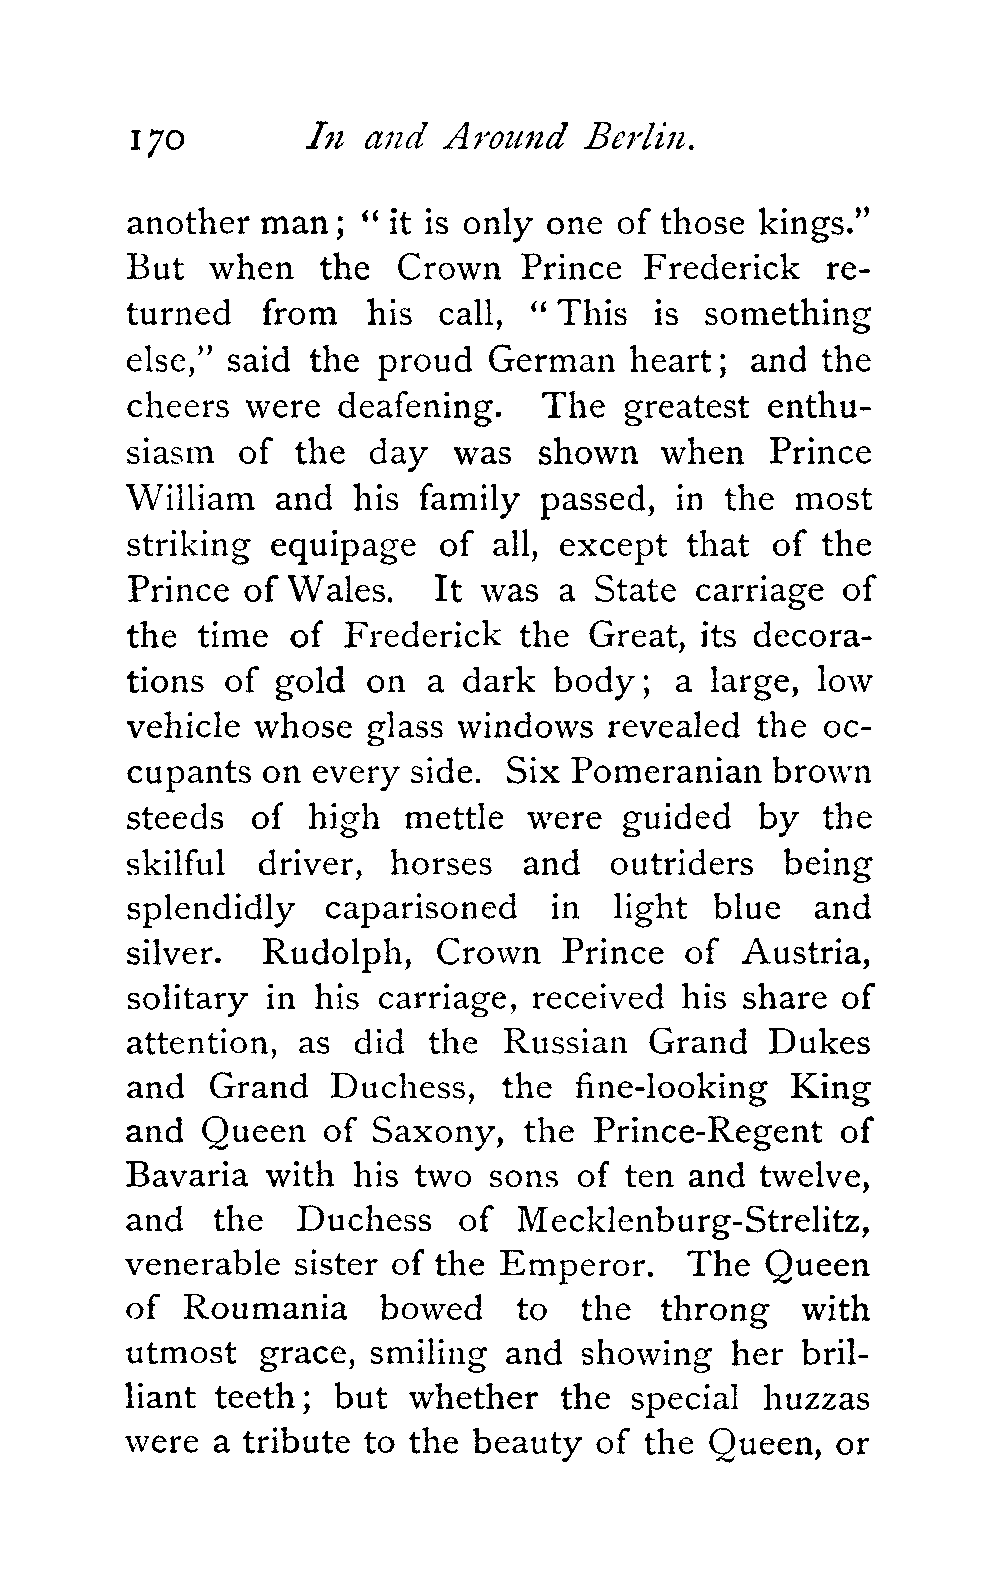 170 In and Around Berlin.
another man; “ it is only one of those kings.”
But when the Crown Prince Frederick re-
turned from his call, “ This is something
else,” said the proud German heart; and the
cheers were deafening. The greatest enthu-
siasm of the day was shown when Prince
William and his family passed, in the most
striking equipage of all, except that of the
Prince of Wales. It was a State carriage of
the time of Frederick the Great, its decora-
tions of gold on a dark body; a large, low
vehicle whose glass windows revealed the oc-
cupants on every side. Six Pomeranian brown
steeds of high mettle were guided by the
skilful driver, horses and outriders being
splendidly caparisoned in light blue and
silver. Rudolph, Crown Prince of Austria,
solitary in his carriage, received his share of
attention, as did the Russian Grand Dukes
and Grand Duchess, the fine-looking King
and Queen of Saxony, the Prince-Regent of
Bavaria with his two sons of ten and twelve,
and the Duchess of Mecklenburg-Strelitz,
venerable sister of the Emperor. The Queen
of Roumania bowed to the throng with
utmost grace, smiling and showing her bril-
liant teeth; but whether the special huzzas
were a tribute to the beauty of the Queen, or